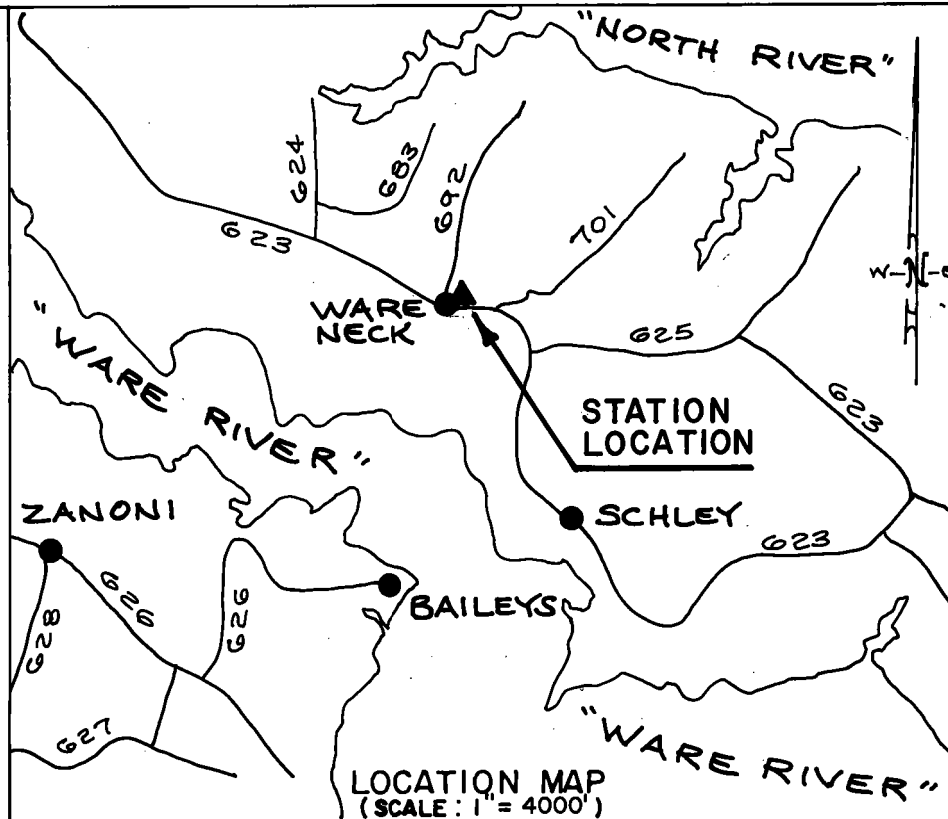 "NORTH RIVER"
624
683
692
701
623
W-N-E
WARE
NECK
625
"WARE RIVER"
STATION
LOCATION
623
ZANONI
SCHLEY
623
626
626
BAILEYS
628
627
"WARE RIVER"
LOCATION MAP
(SCALE: 1" = 4000')